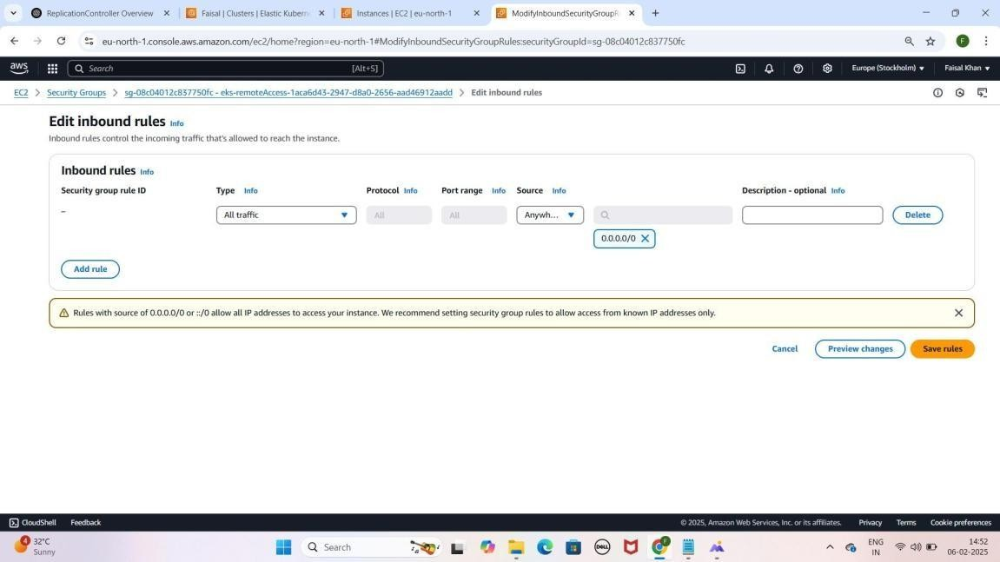 ReplicationController Overview
Faisal | Clusters | Elastic Kubern
Instances | EC2 | eu-north-1
ModifyInboundSecurityGroupR
eu-north-1.console.aws.amazon.com/ec2/home?region=eu-north-1#ModifyInboundSecurityGroupRules:securityGroupId=sg-08c04012c837750fc
F
aws
Search
[Alt+S]
Europe (Stockholm)
Faisal Khan
EC2 > Security Groups > sg-08c04012c837750fc - eks-remoteAccess-1aca6d43-2947-d8a0-2656-aad46912aadd > Edit inbound rules
Edit inbound rules Info
Inbound rules control the incoming traffic that's allowed to reach the instance.
Inbound rules Info
Security group rule ID Type Info Protocol Info Port range Info Source Info Description - optional Info
– All traffic All All Anywh... Delete
0.0.0.0/0
Add rule
Rules with source of 0.0.0.0/0 or ::/0 allow all IP addresses to access your instance. We recommend setting security group rules to allow access from known IP addresses only.
Cancel Preview changes Save rules
CloudShell Feedback © 2025, Amazon Web Services, Inc. or its affiliates. Privacy Terms Cookie preferences
4
32°C
Sunny
Search
DELL
F
ENG
IN
14:52
06-02-2025